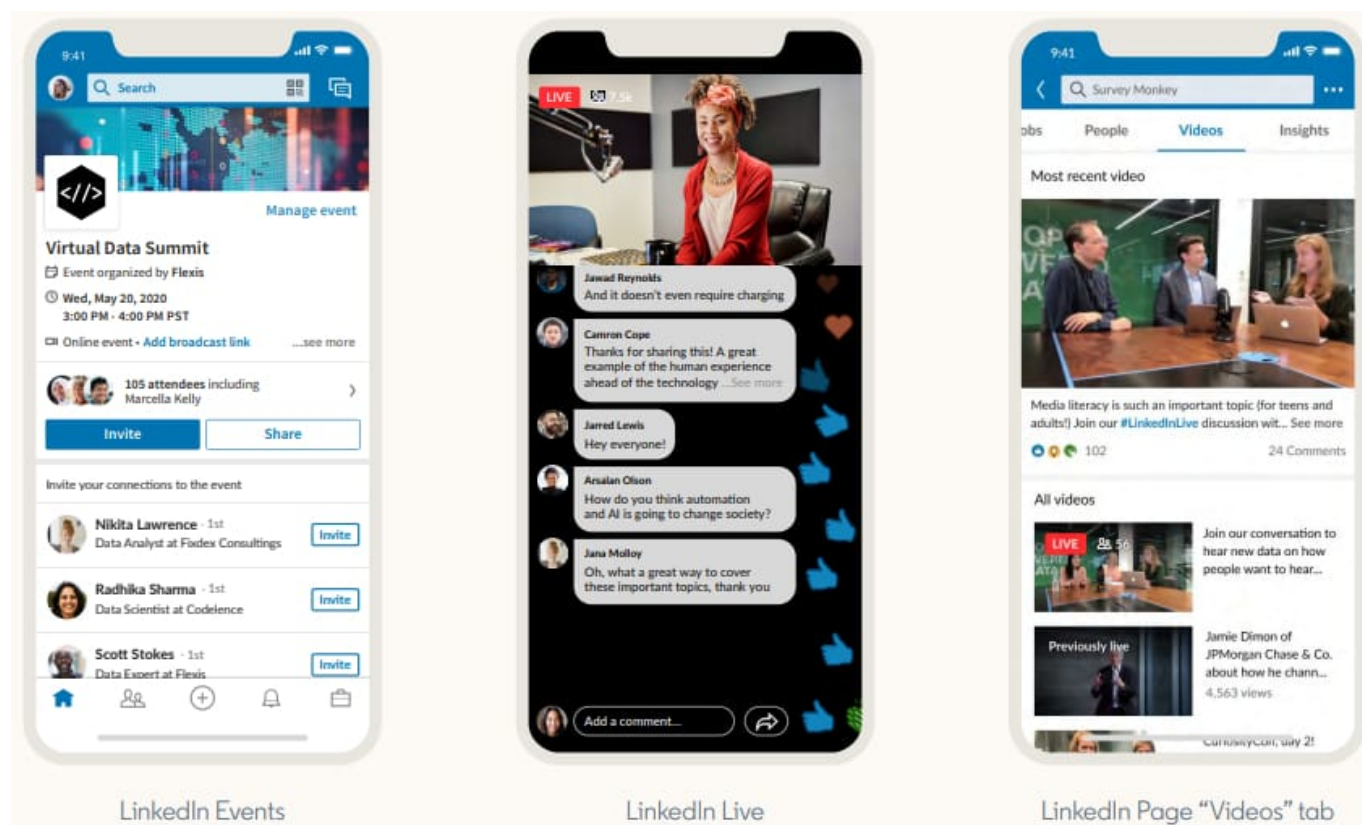 9:41
Search
<//>
Manage event
Virtual Data Summit
Event organized by Flexis
Wed, May 20, 2020
3:00 PM - 4:00 PM PST
Online event • Add broadcast link ...see more
105 attendees including
Marcella Kelly
Invite Share
Invite your connections to the event
Nikita Lawrence · 1st
Data Analyst at Fixdex Consultings
Invite
Radhika Sharma · 1st
Data Scientist at Codelence
Invite
Scott Stokes · 1st
Data Expert at Flexis
Invite
LinkedIn Events
LIVE 7.5k
Jawad Reynolds
And it doesn't even require charging
Camron Cope
Thanks for sharing this! A great
example of the human experience
ahead of the technology ...See more
Jarred Lewis
Hey everyone!
Arsalan Olson
How do you think automation
and AI is going to change society?
Jana Molloy
Oh, what a great way to cover
these important topics, thank you
Add a comment...
LinkedIn Live
9:41
Survey Monkey
obs People Videos Insights
Most recent video
Media literacy is such an important topic (for teens and
adults!) Join our #LinkedInLive discussion wit... See more
102 24 Comments
All videos
LIVE 56
Join our conversation to
hear new data on how
people want to hear...
Previously live
Jamie Dimon of
JPMorgan Chase & Co.
about how he chann...
4,563 views
CuriosityCon, day 2!
LinkedIn Page “Videos” tab